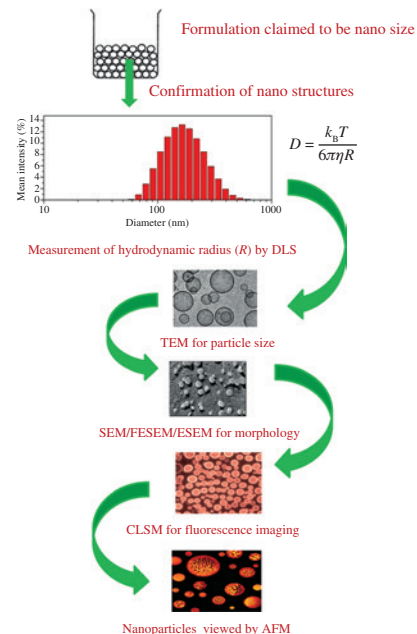 Formulation claimed to be nano size
Confirmation of nano structures
Mean intensity (%)
14
12
10
8
6
4
2
0
10
100
1000
Diameter (nm)
D = k_B T / 6πηR
Measurement of hydrodynamic radius (R) by DLS
TEM for particle size
SEM/FESEM/ESEM for morphology
CLSM for fluorescence imaging
Nanoparticles viewed by AFM